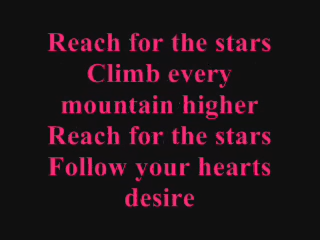 Reach for the stars
Climb every
mountain higher
Reach for the stars
Follow your hearts
desire